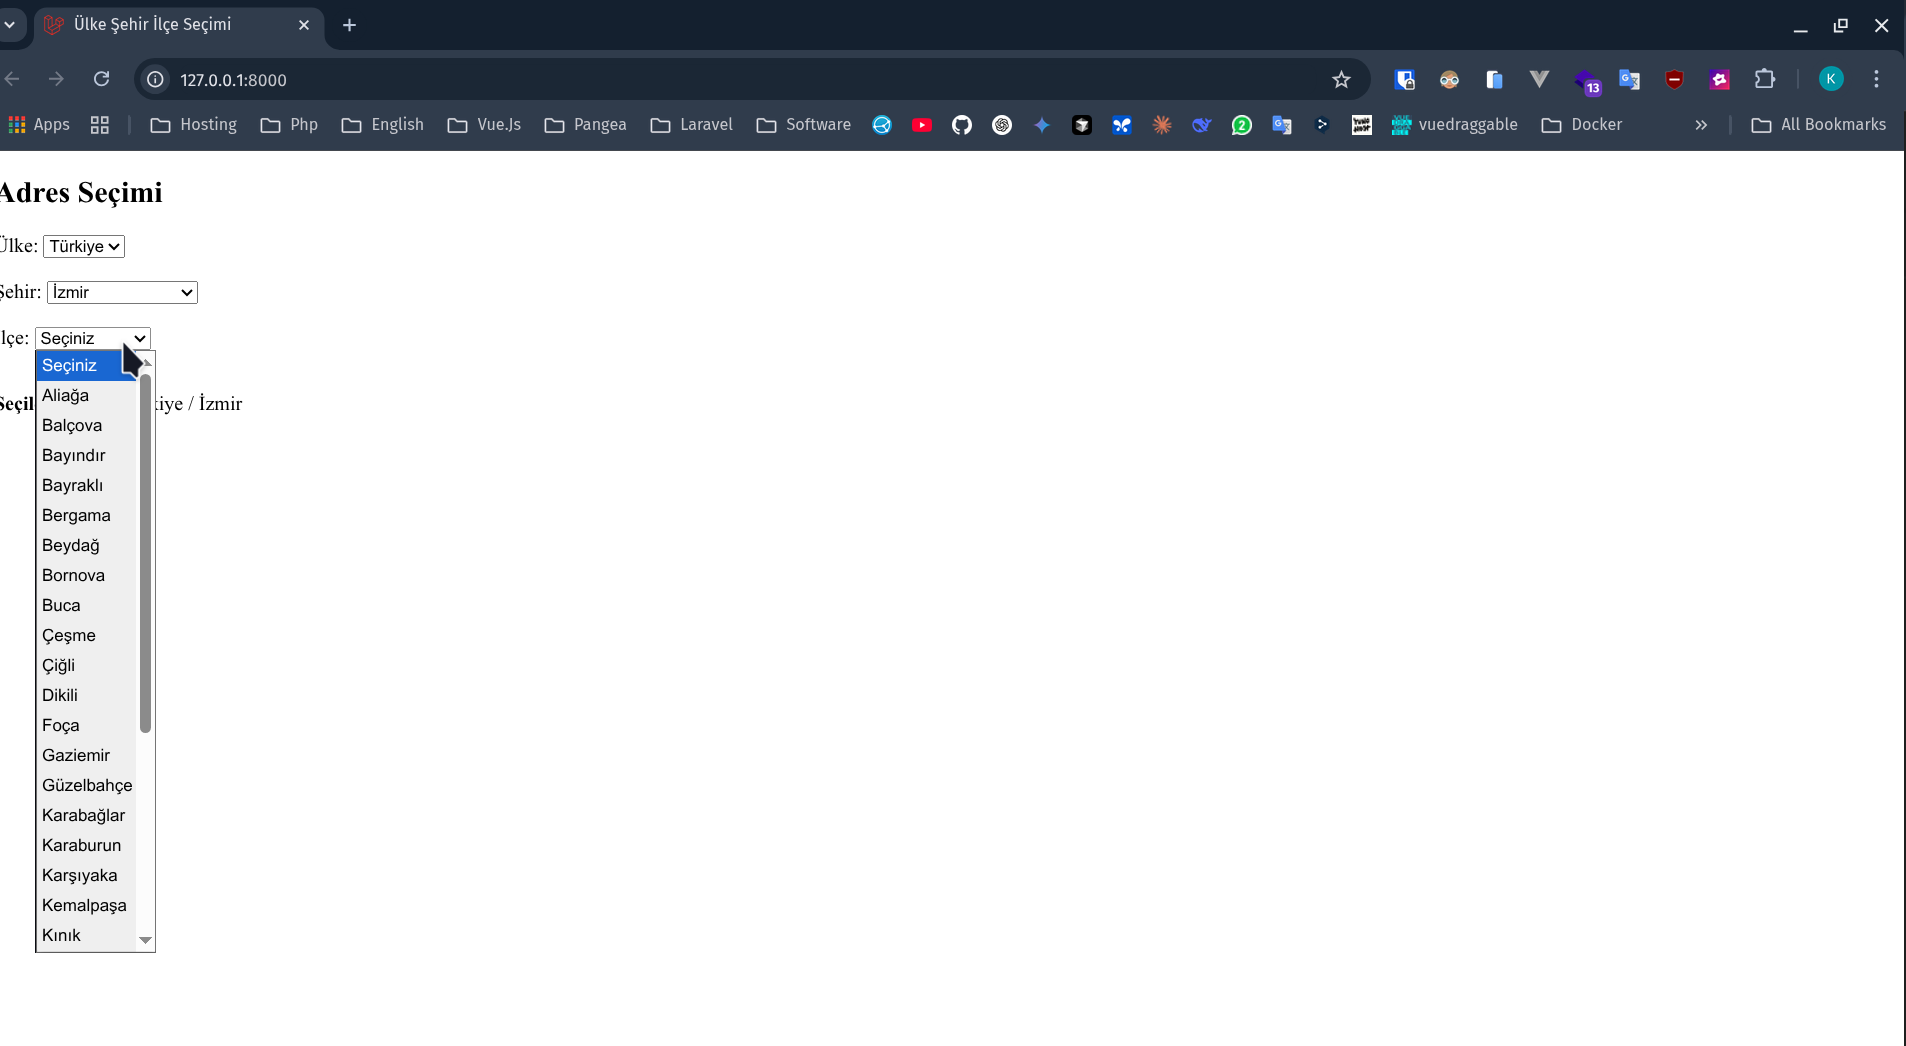 Ülke Şehir İlçe Seçimi
127.0.0.1:8000
13
K
Apps
Hosting
Php
English
Vue.Js
Pangea
Laravel
Software
2
vuedraggable
Docker
All Bookmarks
Adres Seçimi
Ülke: Türkiye
Şehir: İzmir
lçe: Seçiniz
Seçiniz
Aliağa
Seçil kiye / İzmir
Balçova
Bayındır
Bayraklı
Bergama
Beydağ
Bornova
Buca
Çeşme
Çiğli
Dikili
Foça
Gaziemir
Güzelbahçe
Karabağlar
Karaburun
Karşıyaka
Kemalpaşa
Kınık